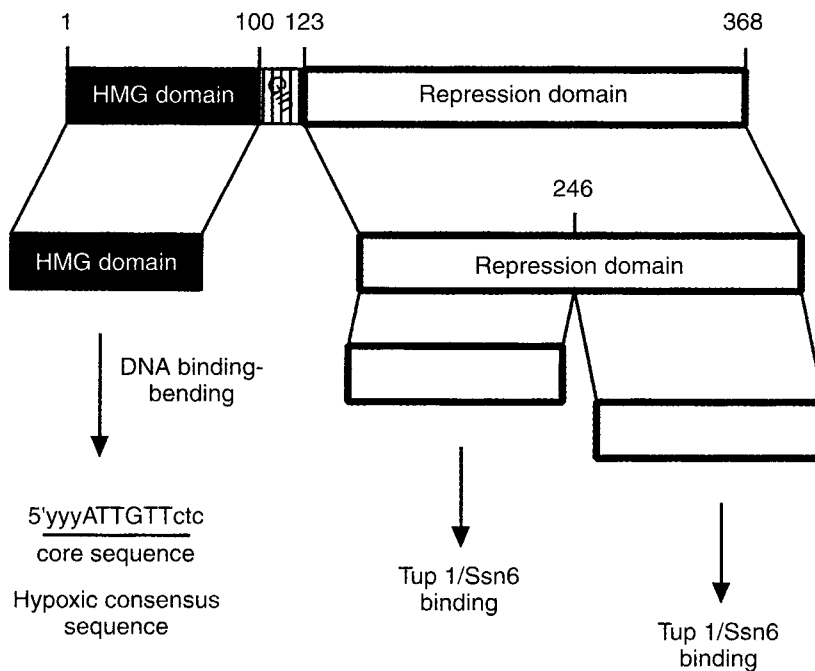 1 100 123 368
HMG domain
Repression domain
246
HMG domain
Repression domain
DNA binding-
bending
5'yyyATTGTTctc
core sequence
Hypoxic consensus
sequence
Tup 1/Ssn6
binding
Tup 1/Ssn6
binding